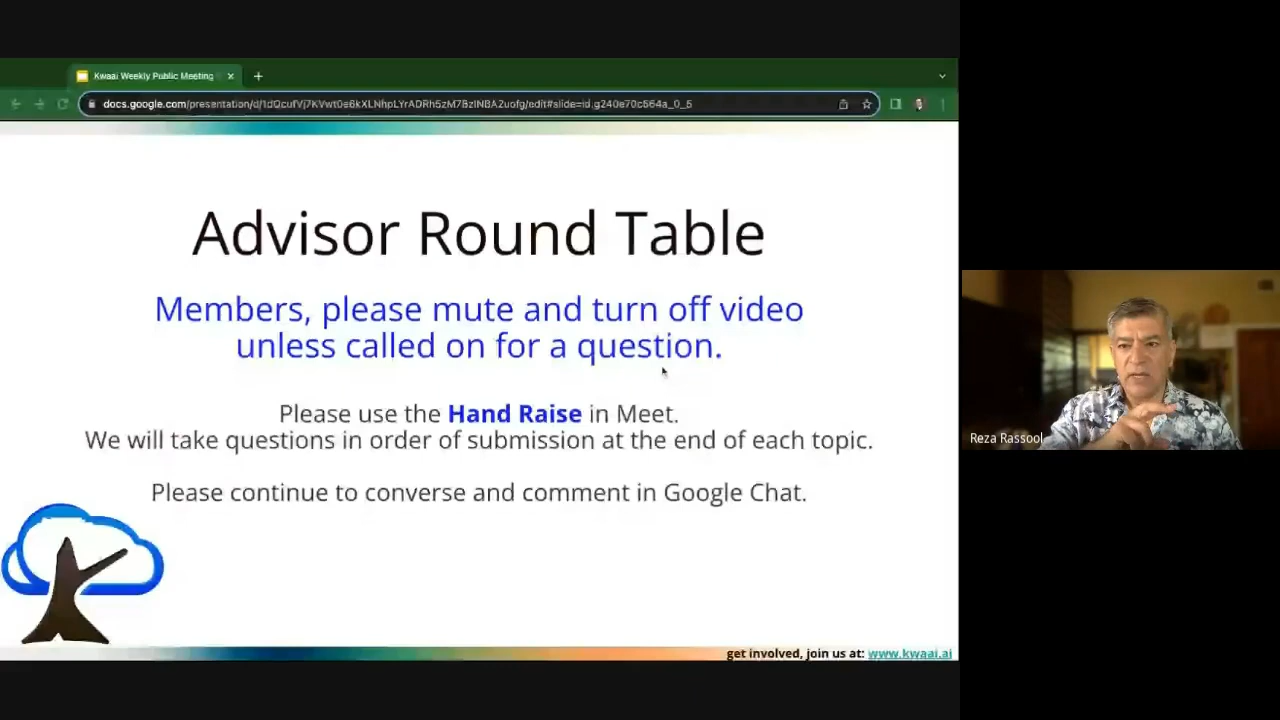 Kwaai Weekly Public Meeting
Advisor Round Table
Members, please mute and turn off video
unless called on for a question.
Please use the Hand Raise in Meet.
We will take questions in order of submission at the end of each topic.
Please continue to converse and comment in Google Chat.
get involved, join us at: www.kwaai.ai
Reza Rassool